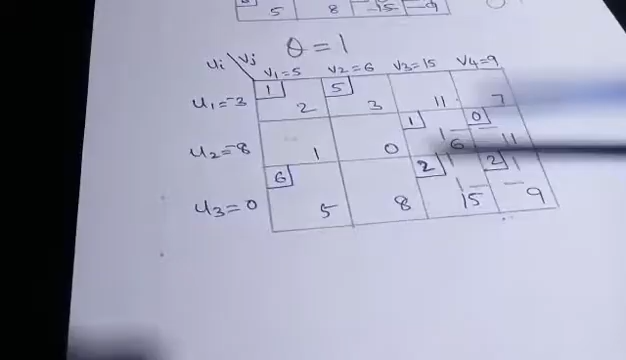 5 8 15 9
θ = 1
ui vj v1=5 v2=6 v3=15 v4=9
u1=-3 1 2 5 3 11 7
u2=-8 1 0 1 6 0 11
u3=0 6 5 8 2 15 2 9